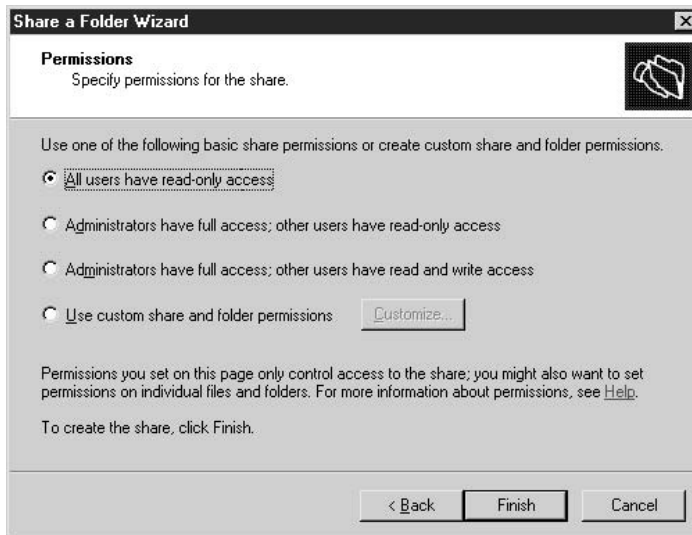 Share a Folder Wizard
Permissions
Specify permissions for the share.
Use one of the following basic share permissions or create custom share and folder permissions.
All users have read-only access
Administrators have full access; other users have read-only access
Administrators have full access; other users have read and write access
Use custom share and folder permissions Customize...
Permissions you set on this page only control access to the share; you might also want to set
permissions on individual files and folders. For more information about permissions, see Help.
To create the share, click Finish.
< Back Finish Cancel